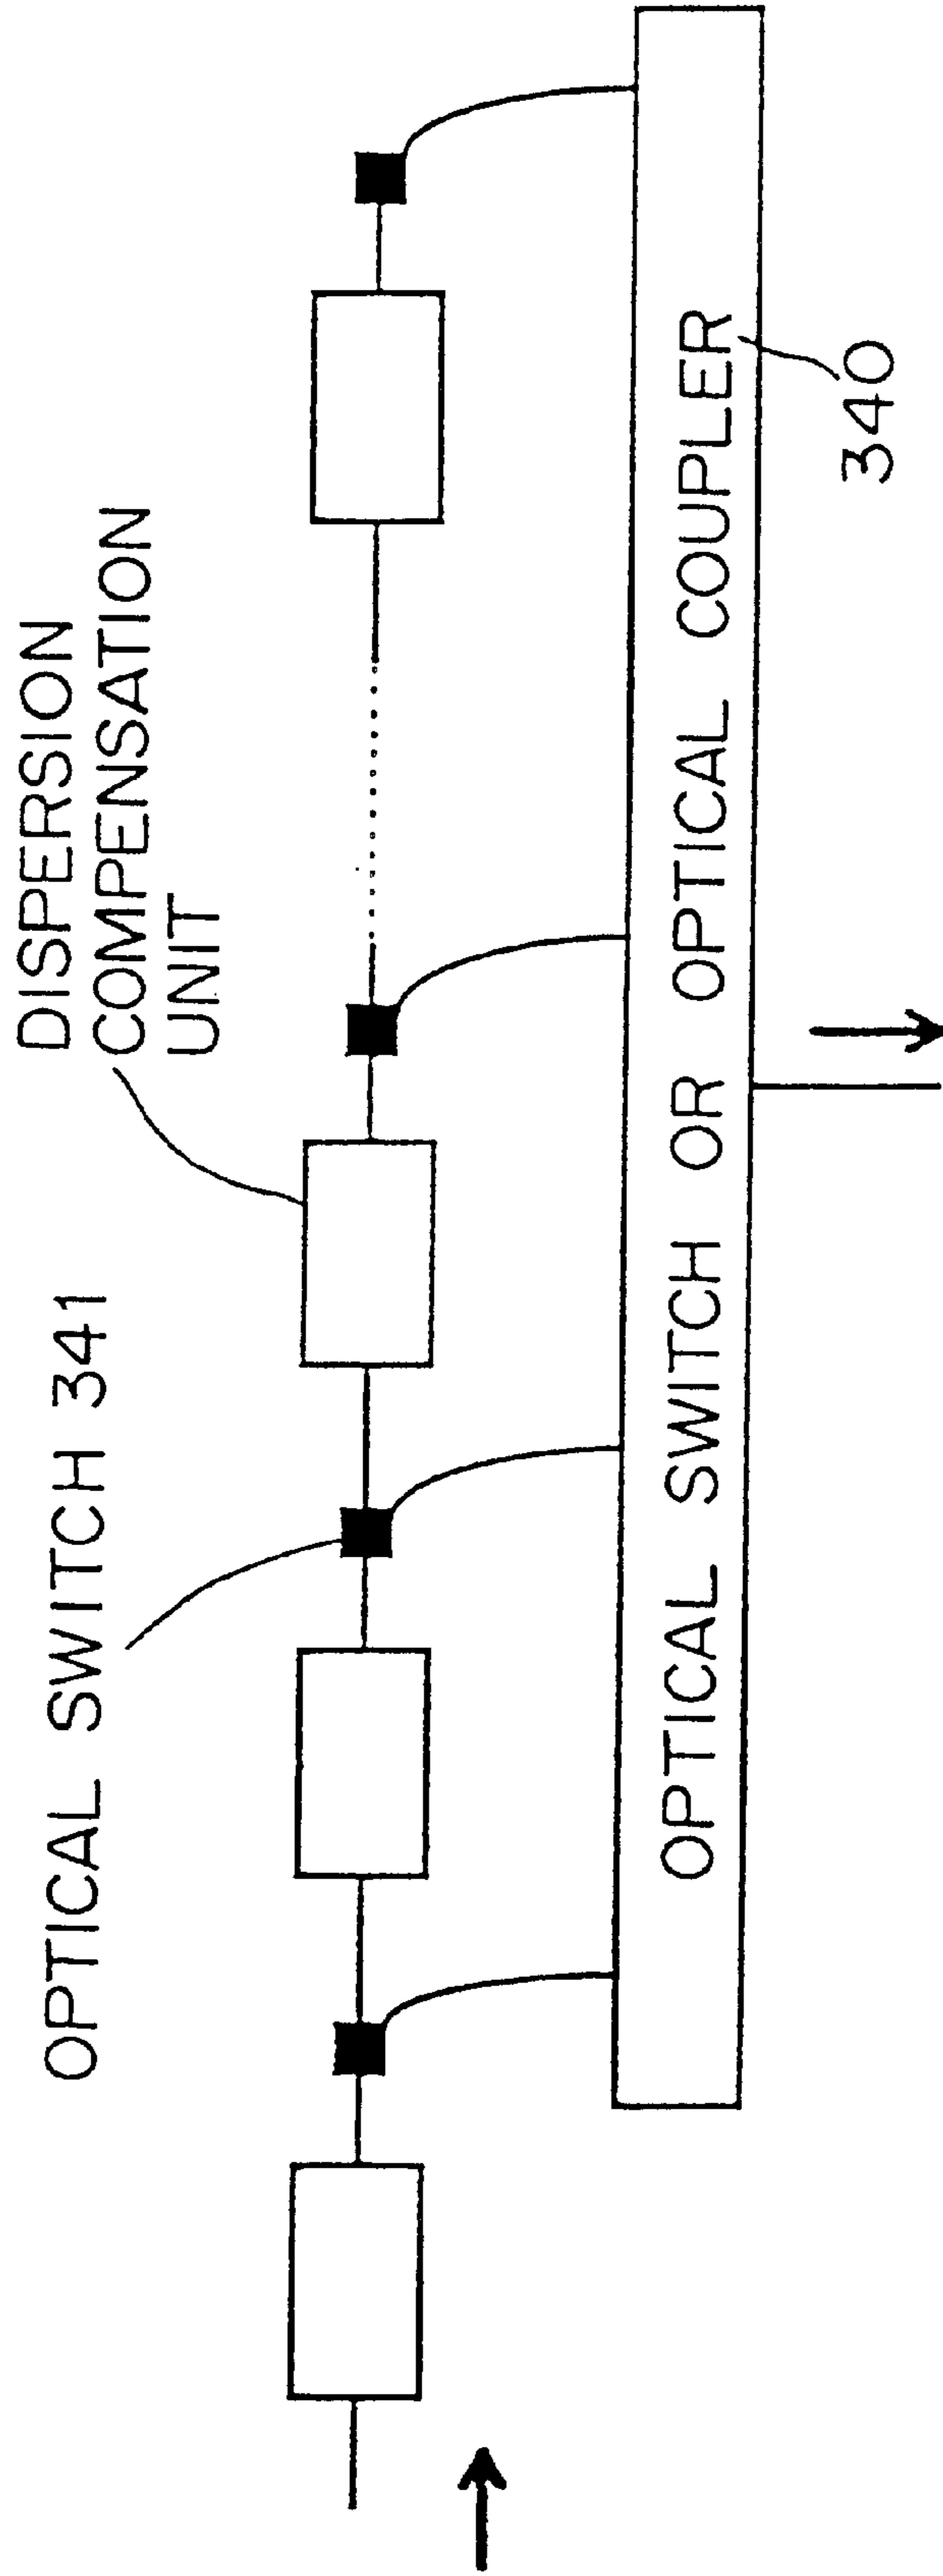 OPTICAL SWITCH 341
DISPERSION
COMPENSATION
UNIT
OPTICAL SWITCH OR OPTICAL COUPLER
340